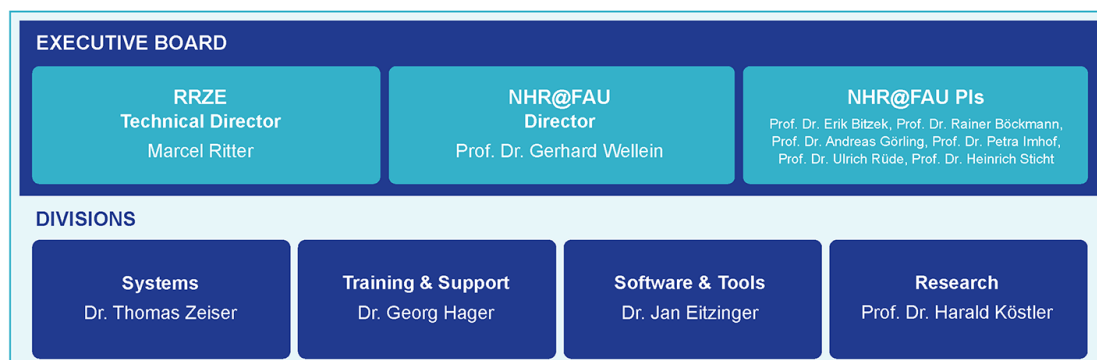 EXECUTIVE BOARD
RRZE
Technical Director
Marcel Ritter
NHR@FAU
Director
Prof. Dr. Gerhard Wellein
NHR@FAU PIs
Prof. Dr. Erik Bitzek, Prof. Dr. Rainer Böckmann,
Prof. Dr. Andreas Görling, Prof. Dr. Petra Imhof,
Prof. Dr. Ulrich Rüde, Prof. Dr. Heinrich Sticht
DIVISIONS
Systems
Dr. Thomas Zeiser
Training & Support
Dr. Georg Hager
Software & Tools
Dr. Jan Eitzinger
Research
Prof. Dr. Harald Köstler